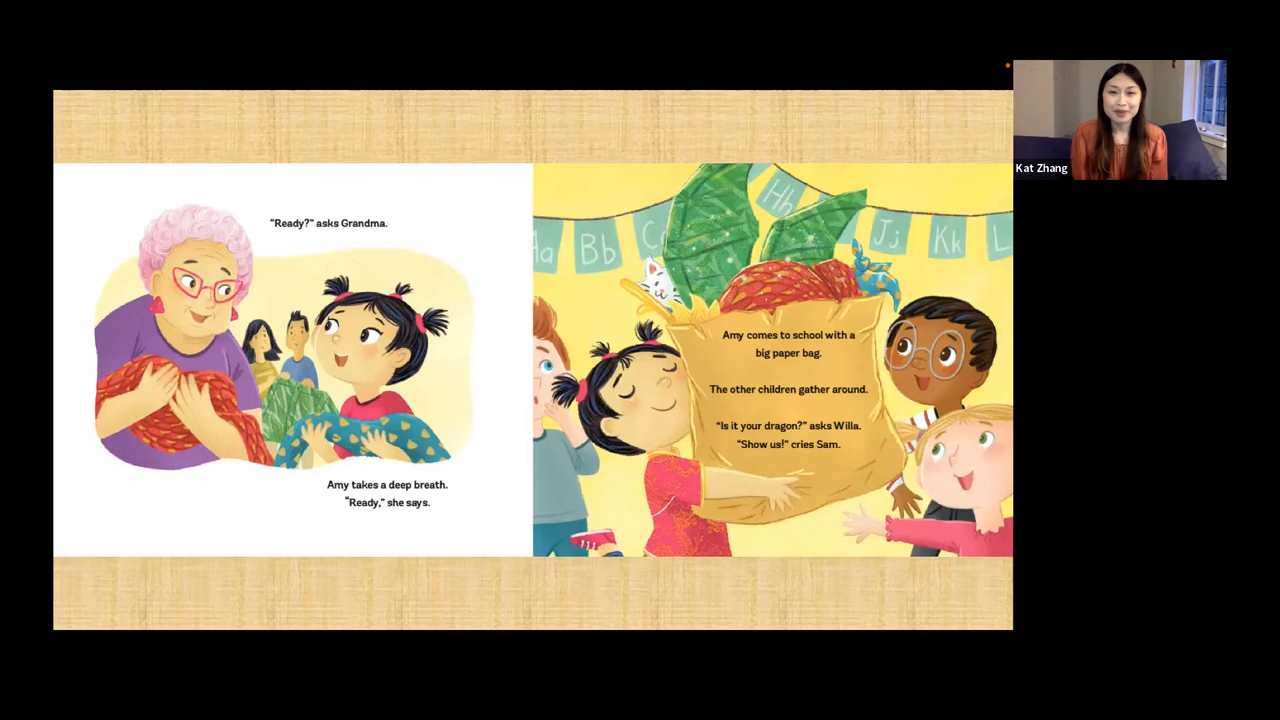 "Ready?" asks Grandma.
Amy takes a deep breath.
"Ready," she says.
Aa
Bb
C
Hh
Jj
Kk
L
Amy comes to school with a
big paper bag.
The other children gather around.
"Is it your dragon?" asks Willa.
"Show us!" cries Sam.
Kat Zhang